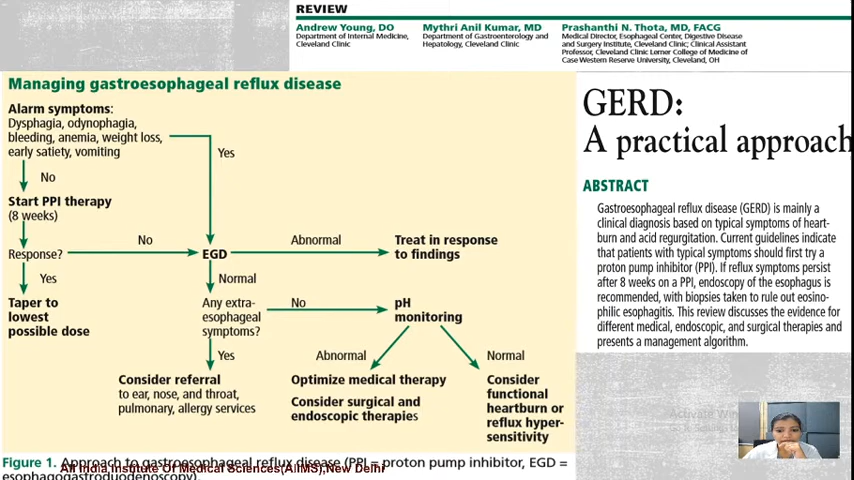 REVIEW
Andrew Young, DO
Department of Internal Medicine,
Cleveland Clinic
Mythri Anil Kumar, MD
Department of Gastroenterology and
Hepatology, Cleveland Clinic
Prashanthi N. Thota, MD, FACG
Medical Director, Esophageal Center, Digestive Disease
and Surgery Institute, Cleveland Clinic; Clinical Assistant
Professor, Cleveland Clinic Lerner College of Medicine of
Case Western Reserve University, Cleveland, OH
Managing gastroesophageal reflux disease
Alarm symptoms:
Dysphagia, odynophagia,
bleeding, anemia, weight loss,
early satiety, vomiting
Yes
No
Start PPI therapy
(8 weeks)
Response?
No
EGD
Abnormal
Treat in response
to findings
Yes
Normal
Taper to
lowest
possible dose
Any extra-
esophageal
symptoms?
No
pH
monitoring
Yes
Abnormal
Normal
Consider referral
to ear, nose, and throat,
pulmonary, allergy services
Optimize medical therapy
Consider surgical and
endoscopic therapies
Consider
functional
heartburn or
reflux hyper-
sensitivity
Figure 1. Approach to gastroesophageal reflux disease (PPI = proton pump inhibitor, EGD =
esophagogastroduodenoscopy).
All India Institute Of Medical Sciences(AIIMS),New Delhi
GERD:
A practical approach
ABSTRACT
Gastroesophageal reflux disease (GERD) is mainly a
clinical diagnosis based on typical symptoms of heart-
burn and acid regurgitation. Current guidelines indicate
that patients with typical symptoms should first try a
proton pump inhibitor (PPI). If reflux symptoms persist
after 8 weeks on a PPI, endoscopy of the esophagus is
recommended, with biopsies taken to rule out eosino-
philic esophagitis. This review discusses the evidence for
different medical, endoscopic, and surgical therapies and
presents a management algorithm.
Activate